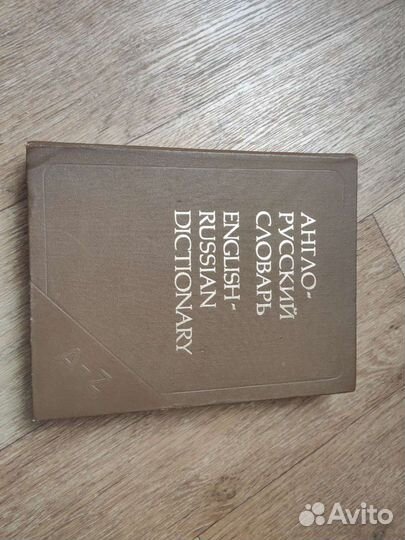 АНГЛО-
РУССКИЙ
СЛОВАРЬ
ENGLISH-
RUSSIAN
DICTIONARY
A-Z
Avito